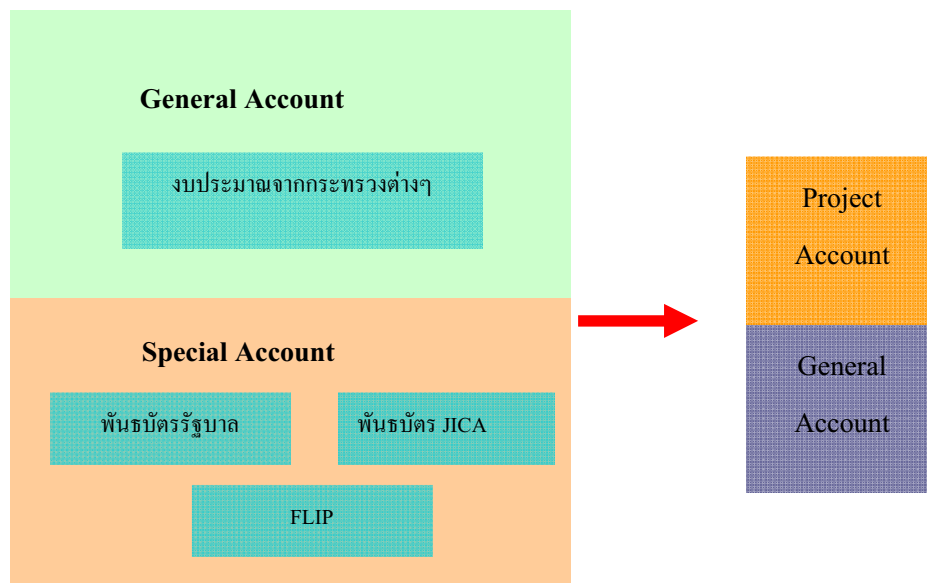 General Account
งบประมาณจากกระทรวงต่างๆ
Special Account
พันธบัตรรัฐบาล
พันธบัตร JICA
FLIP
Project
Account
General
Account